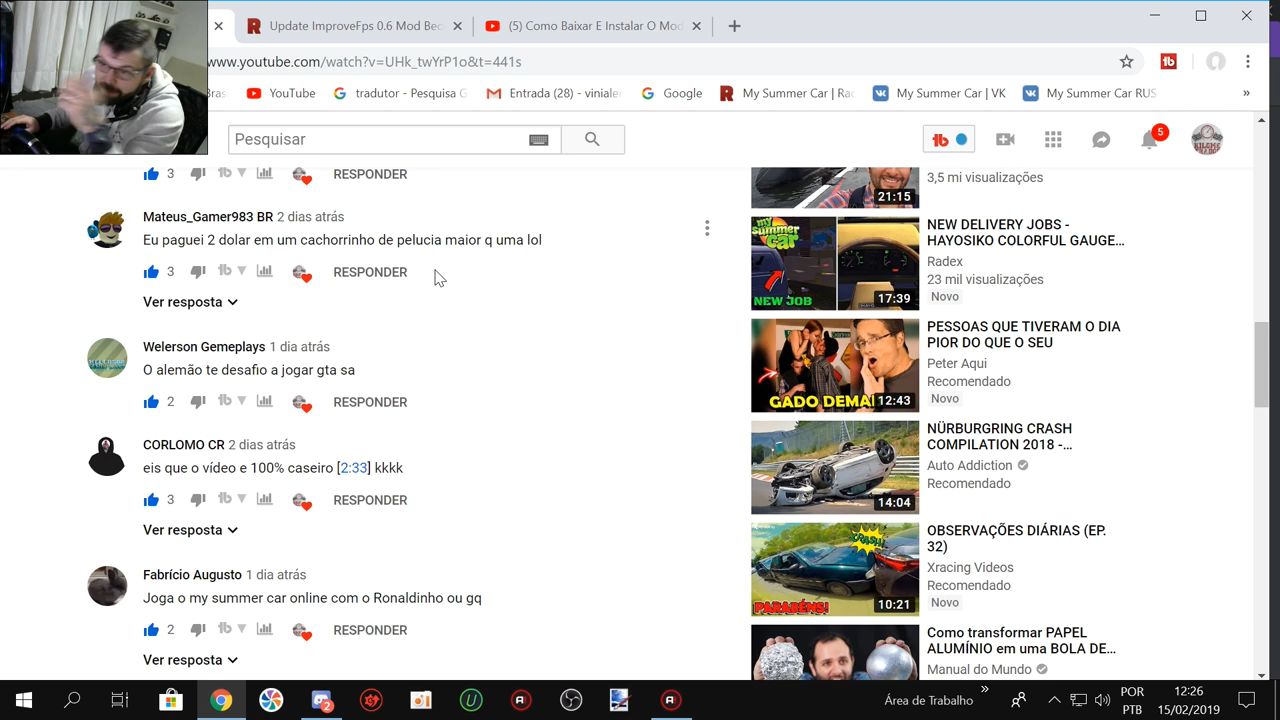 Update ImproveFps 0.6 Mod Bec
(5) Como Baixar E Instalar O Mod
www.youtube.com/watch?v=UHk_twYrP1o&t=441s
YouTube
tradutor - Pesquisa G
Entrada (28) - vinialer
Google
My Summer Car | Rac
My Summer Car | VK
My Summer Car RUS
»
Pesquisar
5
3 RESPONDER
Mateus_Gamer983 BR 2 dias atrás
Eu paguei 2 dolar em um cachorrinho de pelucia maior q uma lol
3 RESPONDER
Ver resposta
Welerson Gemeplays 1 dia atrás
O alemão te desafio a jogar gta sa
2 RESPONDER
CORLOMO CR 2 dias atrás
eis que o vídeo e 100% caseiro [2:33] kkkk
3 RESPONDER
Ver resposta
Fabrício Augusto 1 dia atrás
Joga o my summer car online com o Ronaldinho ou gq
2 RESPONDER
Ver resposta
21:15
3,5 mi visualizações
my summer car
NEW JOB
17:39
NEW DELIVERY JOBS -
HAYOSIKO COLORFUL GAUGE...
Radex
23 mil visualizações
Novo
GADO DEMA
12:43
PESSOAS QUE TIVERAM O DIA
PIOR DO QUE O SEU
Peter Aqui
Recomendado
Novo
14:04
NÜRBURGRING CRASH
COMPILATION 2018 -...
Auto Addiction
Recomendado
CRASH!
PARABÉNS!
10:21
OBSERVAÇÕES DIÁRIAS (EP.
32)
Xracing Videos
Recomendado
Novo
Como transformar PAPEL
ALUMÍNIO em uma BOLA DE...
Manual do Mundo
2
Área de Trabalho
»
POR
PTB
12:26
15/02/2019